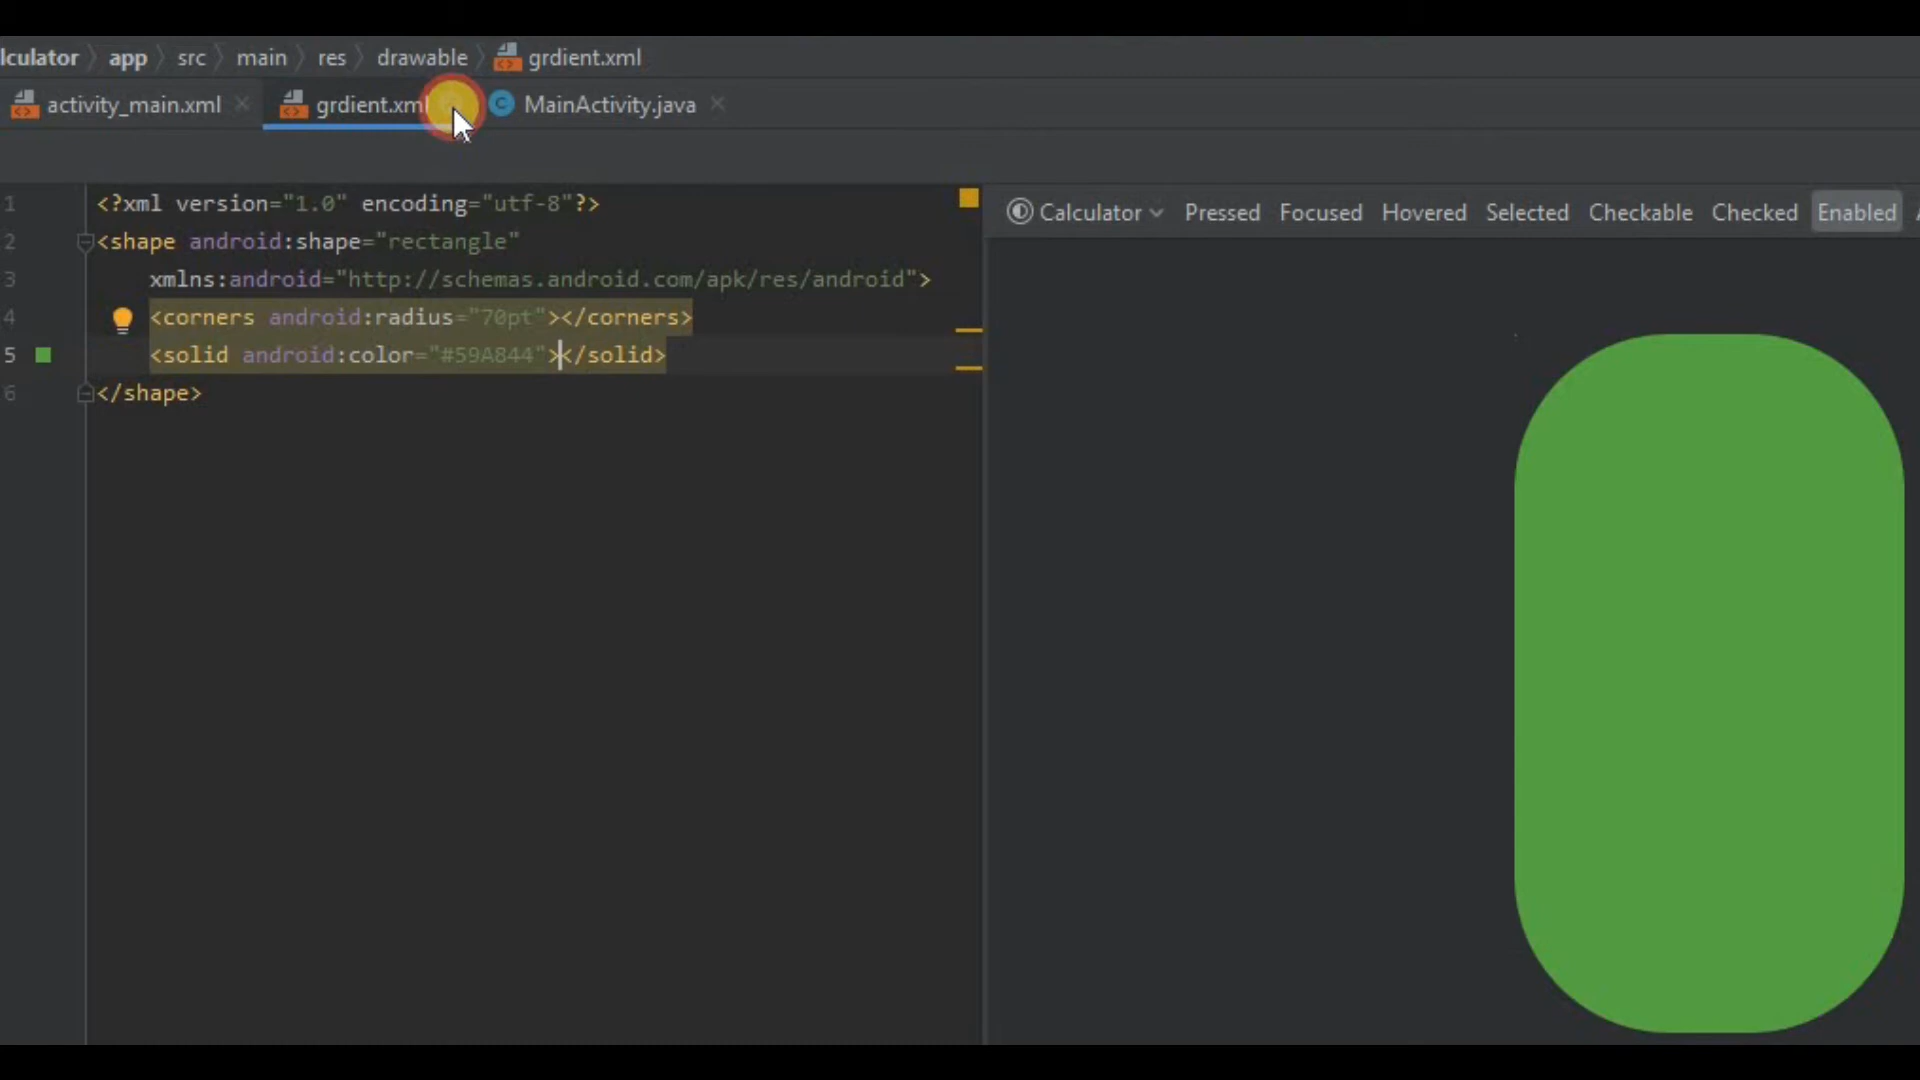 lculator app src main res drawable grdient.xml
activity_main.xml grdient.xml MainActivity.java
Calculator Pressed Focused Hovered Selected Checkable Checked Enabled
1 <?xml version="1.0" encoding="utf-8"?>
2 <shape android:shape="rectangle"
3 xmlns:android="http://schemas.android.com/apk/res/android">
4 <corners android:radius="70pt"></corners>
5 <solid android:color="#59A844"></solid>
6 </shape>